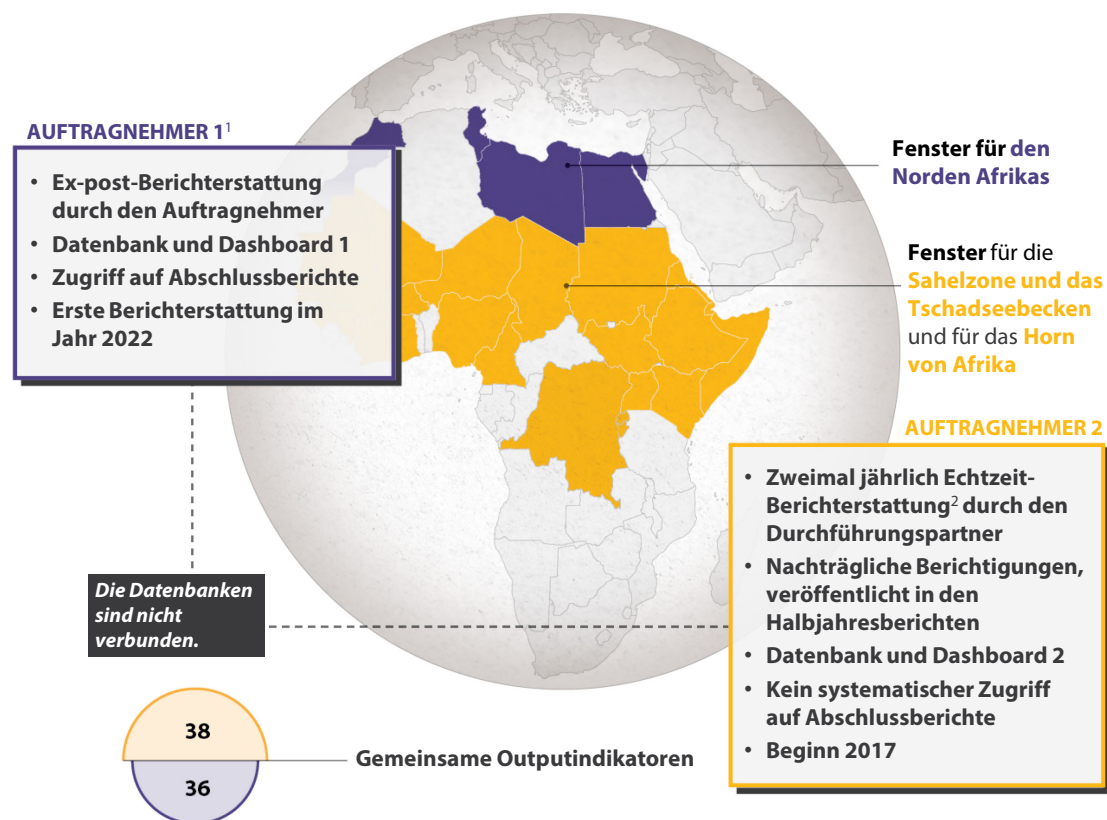 AUFTRAGNEHMER 1¹
• Ex-post-Berichterstattung
durch den Auftragnehmer
• Datenbank und Dashboard 1
• Zugriff auf Abschlussberichte
• Erste Berichterstattung im
Jahr 2022
Fenster für den
Norden Afrikas
Fenster für die
Sahelzone und das
Tschadseebecken
und für das Horn
von Afrika
AUFTRAGNEHMER 2
• Zweimal jährlich Echtzeit-
Berichterstattung² durch den
Durchführungspartner
• Nachträgliche Berichtigungen,
veröffentlicht in den
Halbjahresberichten
• Datenbank und Dashboard 2
• Kein systematischer Zugriff
auf Abschlussberichte
• Beginn 2017
Die Datenbanken
sind nicht
verbunden.
38
36
Gemeinsame Outputindikatoren